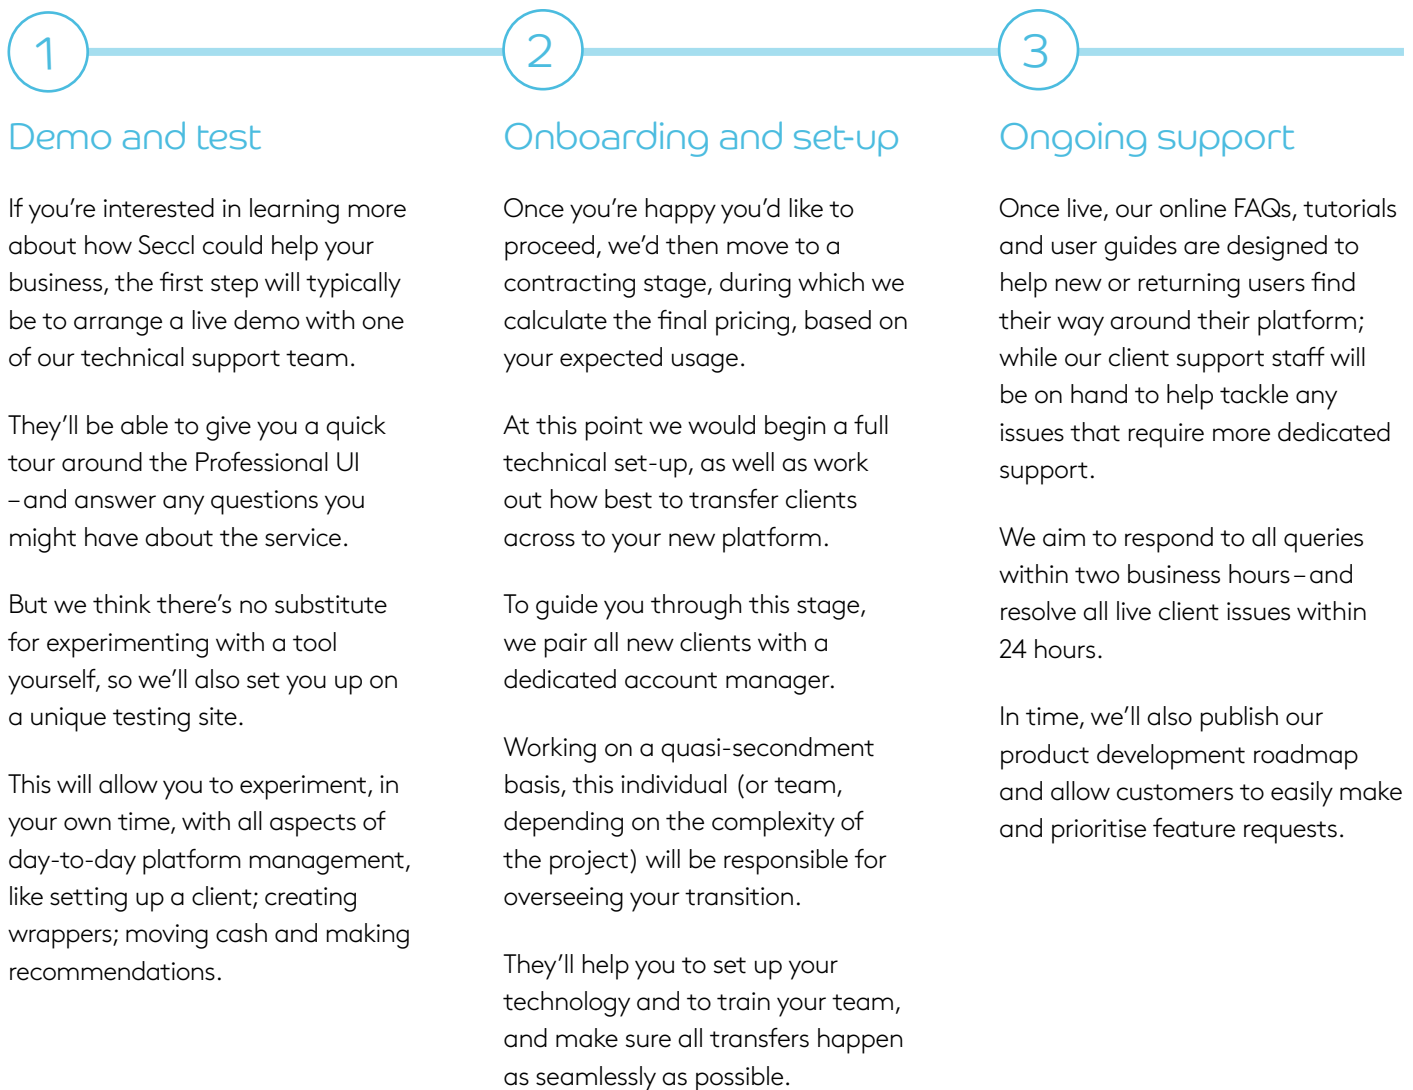 1
Demo and test
If you're interested in learning more
about how Seccl could help your
business, the first step will typically
be to arrange a live demo with one
of our technical support team.
They'll be able to give you a quick
tour around the Professional UI
– and answer any questions you
might have about the service.
But we think there's no substitute
for experimenting with a tool
yourself, so we'll also set you up on
a unique testing site.
This will allow you to experiment, in
your own time, with all aspects of
day-to-day platform management,
like setting up a client; creating
wrappers; moving cash and making
recommendations.
2
Onboarding and set-up
Once you're happy you'd like to
proceed, we'd then move to a
contracting stage, during which we
calculate the final pricing, based on
your expected usage.
At this point we would begin a full
technical set-up, as well as work
out how best to transfer clients
across to your new platform.
To guide you through this stage,
we pair all new clients with a
dedicated account manager.
Working on a quasi-secondment
basis, this individual (or team,
depending on the complexity of
the project) will be responsible for
overseeing your transition.
They'll help you to set up your
technology and to train your team,
and make sure all transfers happen
as seamlessly as possible.
3
Ongoing support
Once live, our online FAQs, tutorials
and user guides are designed to
help new or returning users find
their way around their platform;
while our client support staff will
be on hand to help tackle any
issues that require more dedicated
support.
We aim to respond to all queries
within two business hours – and
resolve all live client issues within
24 hours.
In time, we'll also publish our
product development roadmap
and allow customers to easily make
and prioritise feature requests.